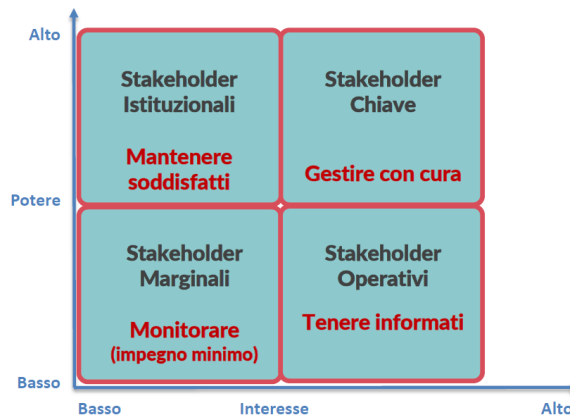 Alto
Stakeholder
Istituzionali
Mantenere
soddisfatti
Stakeholder
Chiave
Gestire con cura
Potere
Stakeholder
Marginali
Monitorare
(impegno minimo)
Stakeholder
Operativi
Tenere informati
Basso
Basso
Interesse
Alto